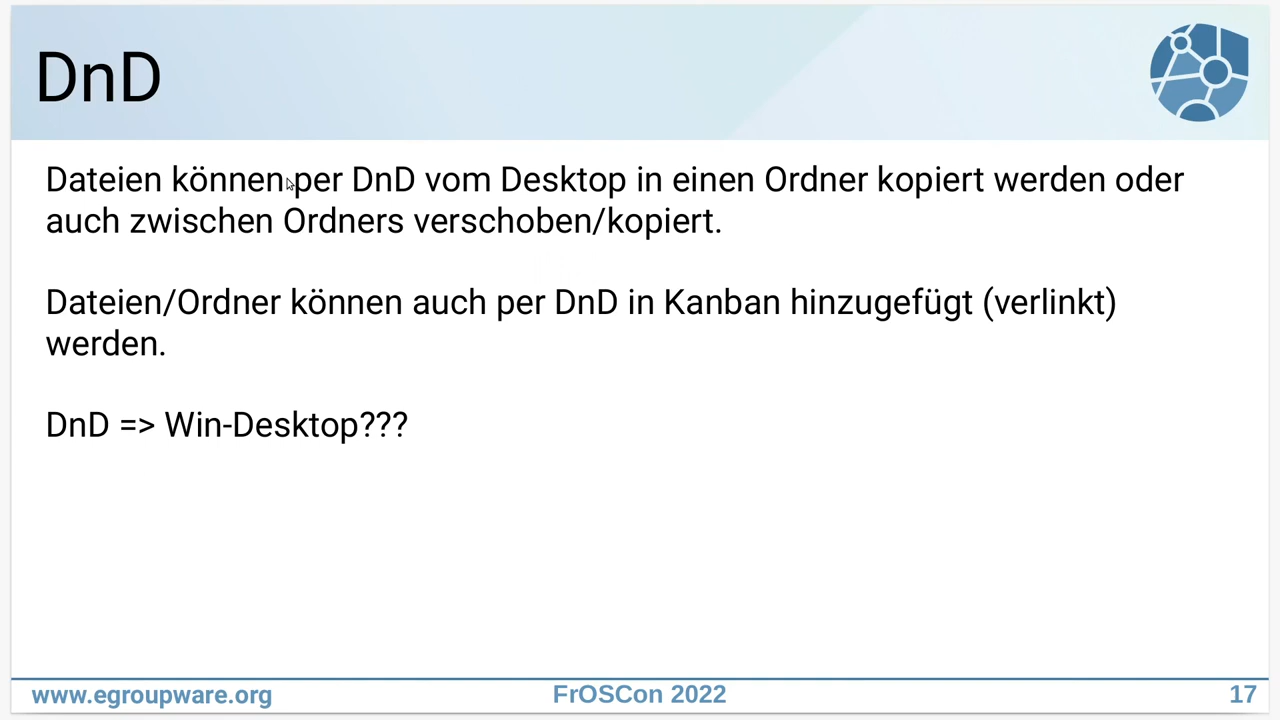 DnD
Dateien können per DnD vom Desktop in einen Ordner kopiert werden oder
auch zwischen Ordners verschoben/kopiert.
Dateien/Ordner können auch per DnD in Kanban hinzugefügt (verlinkt)
werden.
DnD => Win-Desktop???
www.egroupware.org
FrOSCon 2022
17